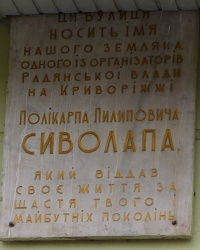 ЦЯ ВУЛИЦЯ
НОСИТЬ ІМ'Я
НАШОГО ЗЕМЛЯКА,
ОДНОГО ІЗ ОРГАНІЗАТОРІВ
РАДЯНСЬКОЇ ВЛАДИ
НА КРИВОРІЖЖІ
ПОЛІКАРПА ПИЛИПОВИЧА
СИВОЛАПА,
ЯКИЙ ВІДДАВ
СВОЄ ЖИТТЯ ЗА
ЩАСТЯ ТВОГО І
МАЙБУТНІХ ПОКОЛІНЬ